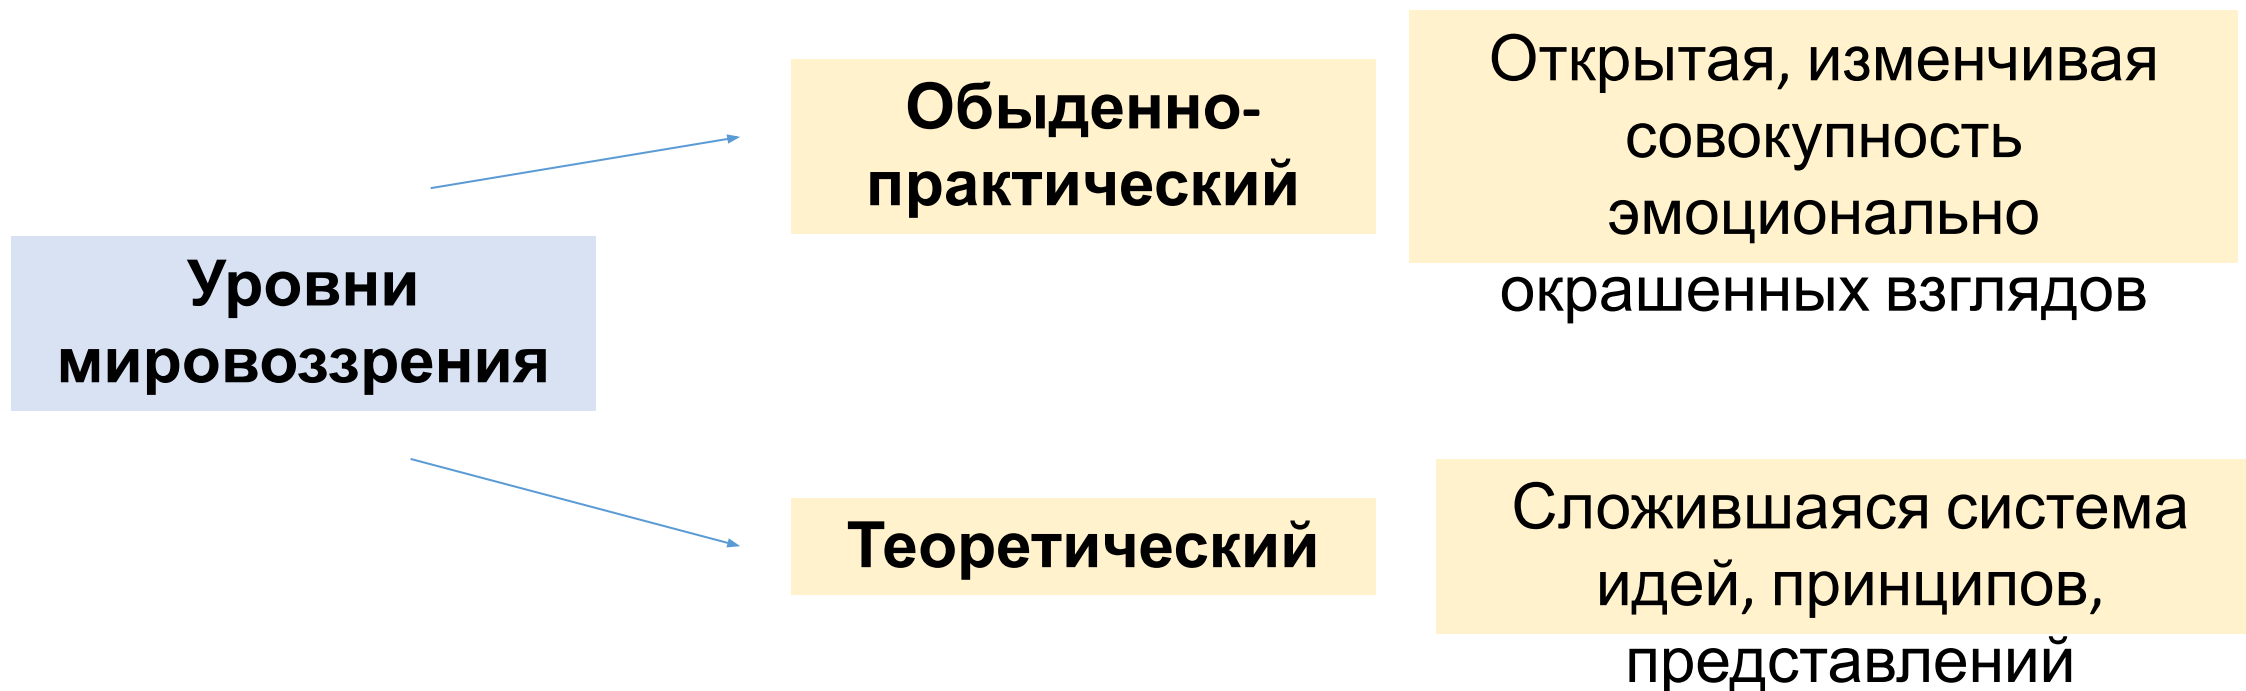 Уровни
мировоззрения
Обыденно-
практический
Открытая, изменчивая
совокупность
эмоционально
окрашенных взглядов
Теоретический
Сложившаяся система
идей, принципов,
представлений